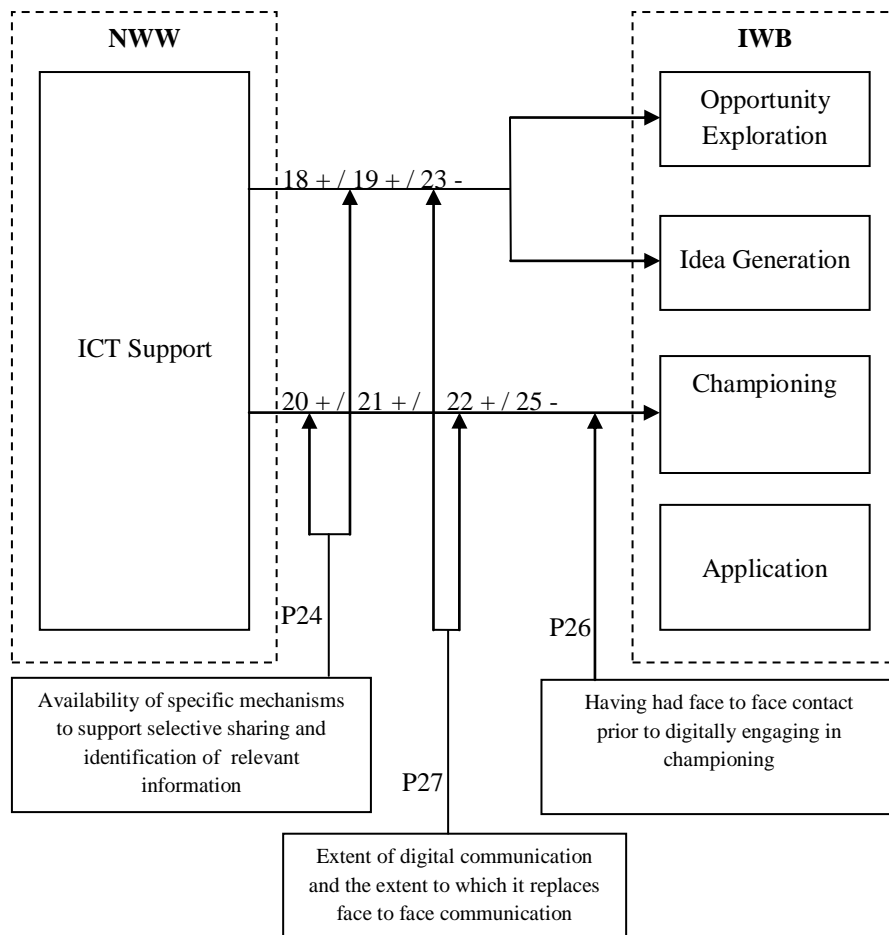 NWW
IWB
Opportunity
Exploration
18 + / 19 + / 23 -
Idea Generation
ICT Support
Championing
20 + / 21 + / 22 + / 25 -
Application
P24
P26
Availability of specific mechanisms
to support selective sharing and
identification of relevant
information
Having had face to face contact
prior to digitally engaging in
championing
P27
Extent of digital communication
and the extent to which it replaces
face to face communication